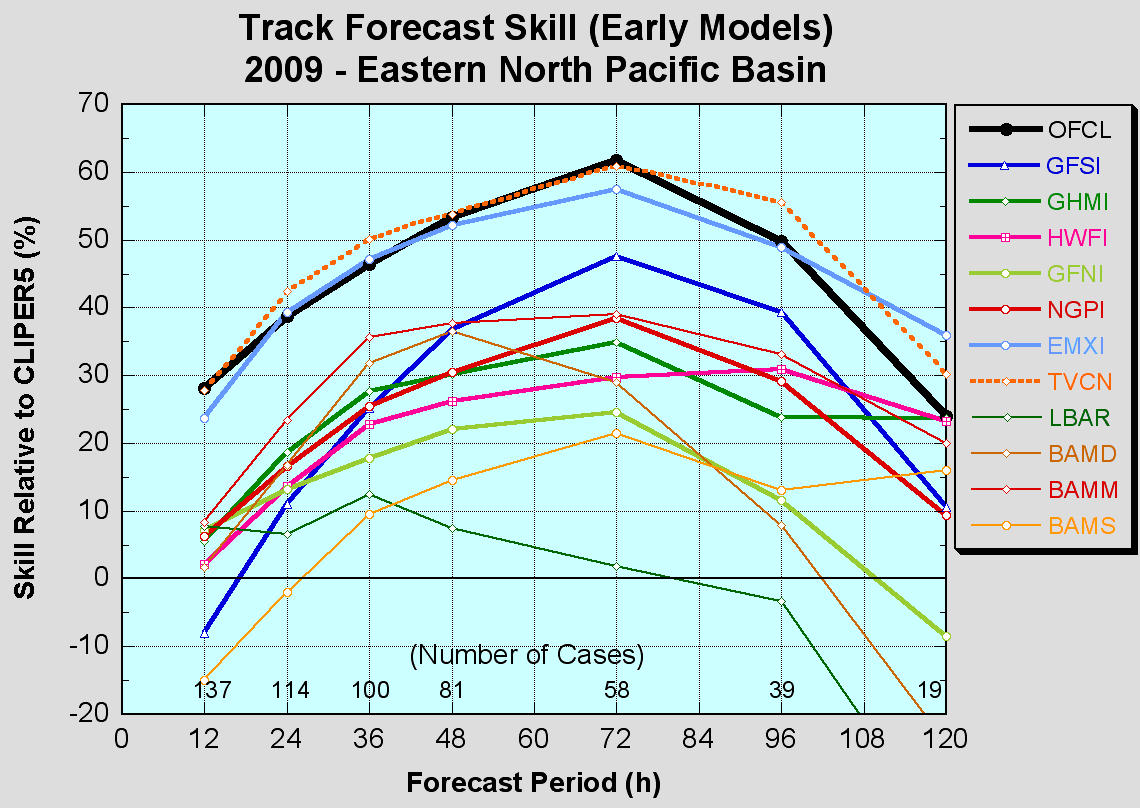 Track Forecast Skill (Early Models)
2009 - Eastern North Pacific Basin
Skill Relative to CLIPER5 (%)
70
60
50
40
30
20
10
0
-10
-20
(Number of Cases)
137 114 100 81 58 39 19
0 12 24 36 48 60 72 84 96 108 120
Forecast Period (h)
OFCL
GFSI
GHMI
HWFI
GFNI
NGPI
EMXI
TVCN
LBAR
BAMD
BAMM
BAMS